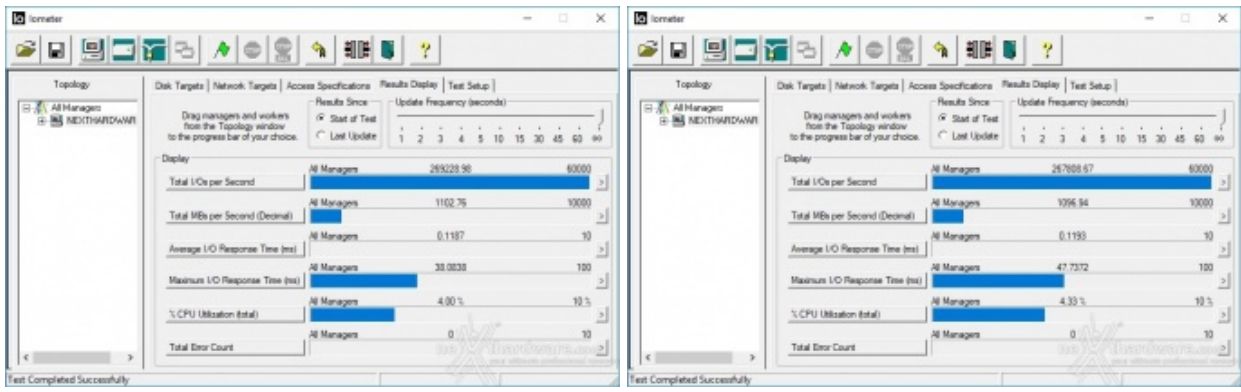 Iometer
Topology
All Managers
NEXTHARDWAR
Disk Targets
Network Targets
Access Specifications
Results Display
Test Setup
Drag managers and workers
from the Topology window
to the progress bar of your choice.
Results Since
Start of Test
Last Update
Update Frequency (seconds)
1 2 3 4 5 10 15 30 45 60 ∞
Display
All Managers 269228.98 60000
Total I/Os per Second
All Managers 1102.76 10000
Total MBs per Second (Decimal)
All Managers 0.1187 10
Average I/O Response Time (ms)
All Managers 38.0838 100
Maximum I/O Response Time (ms)
All Managers 4.00 % 10 %
% CPU Utilization (total)
All Managers 0 10
Total Error Count
Test Completed Successfully
Iometer
Topology
All Managers
NEXTHARDWAR
Disk Targets
Network Targets
Access Specifications
Results Display
Test Setup
Drag managers and workers
from the Topology window
to the progress bar of your choice.
Results Since
Start of Test
Last Update
Update Frequency (seconds)
1 2 3 4 5 10 15 30 45 60 ∞
Display
All Managers 267808.67 60000
Total I/Os per Second
All Managers 1096.94 10000
Total MBs per Second (Decimal)
All Managers 0.1193 10
Average I/O Response Time (ms)
All Managers 47.7372 100
Maximum I/O Response Time (ms)
All Managers 4.33 % 10 %
% CPU Utilization (total)
All Managers 0 10
Total Error Count
Test Completed Successfully